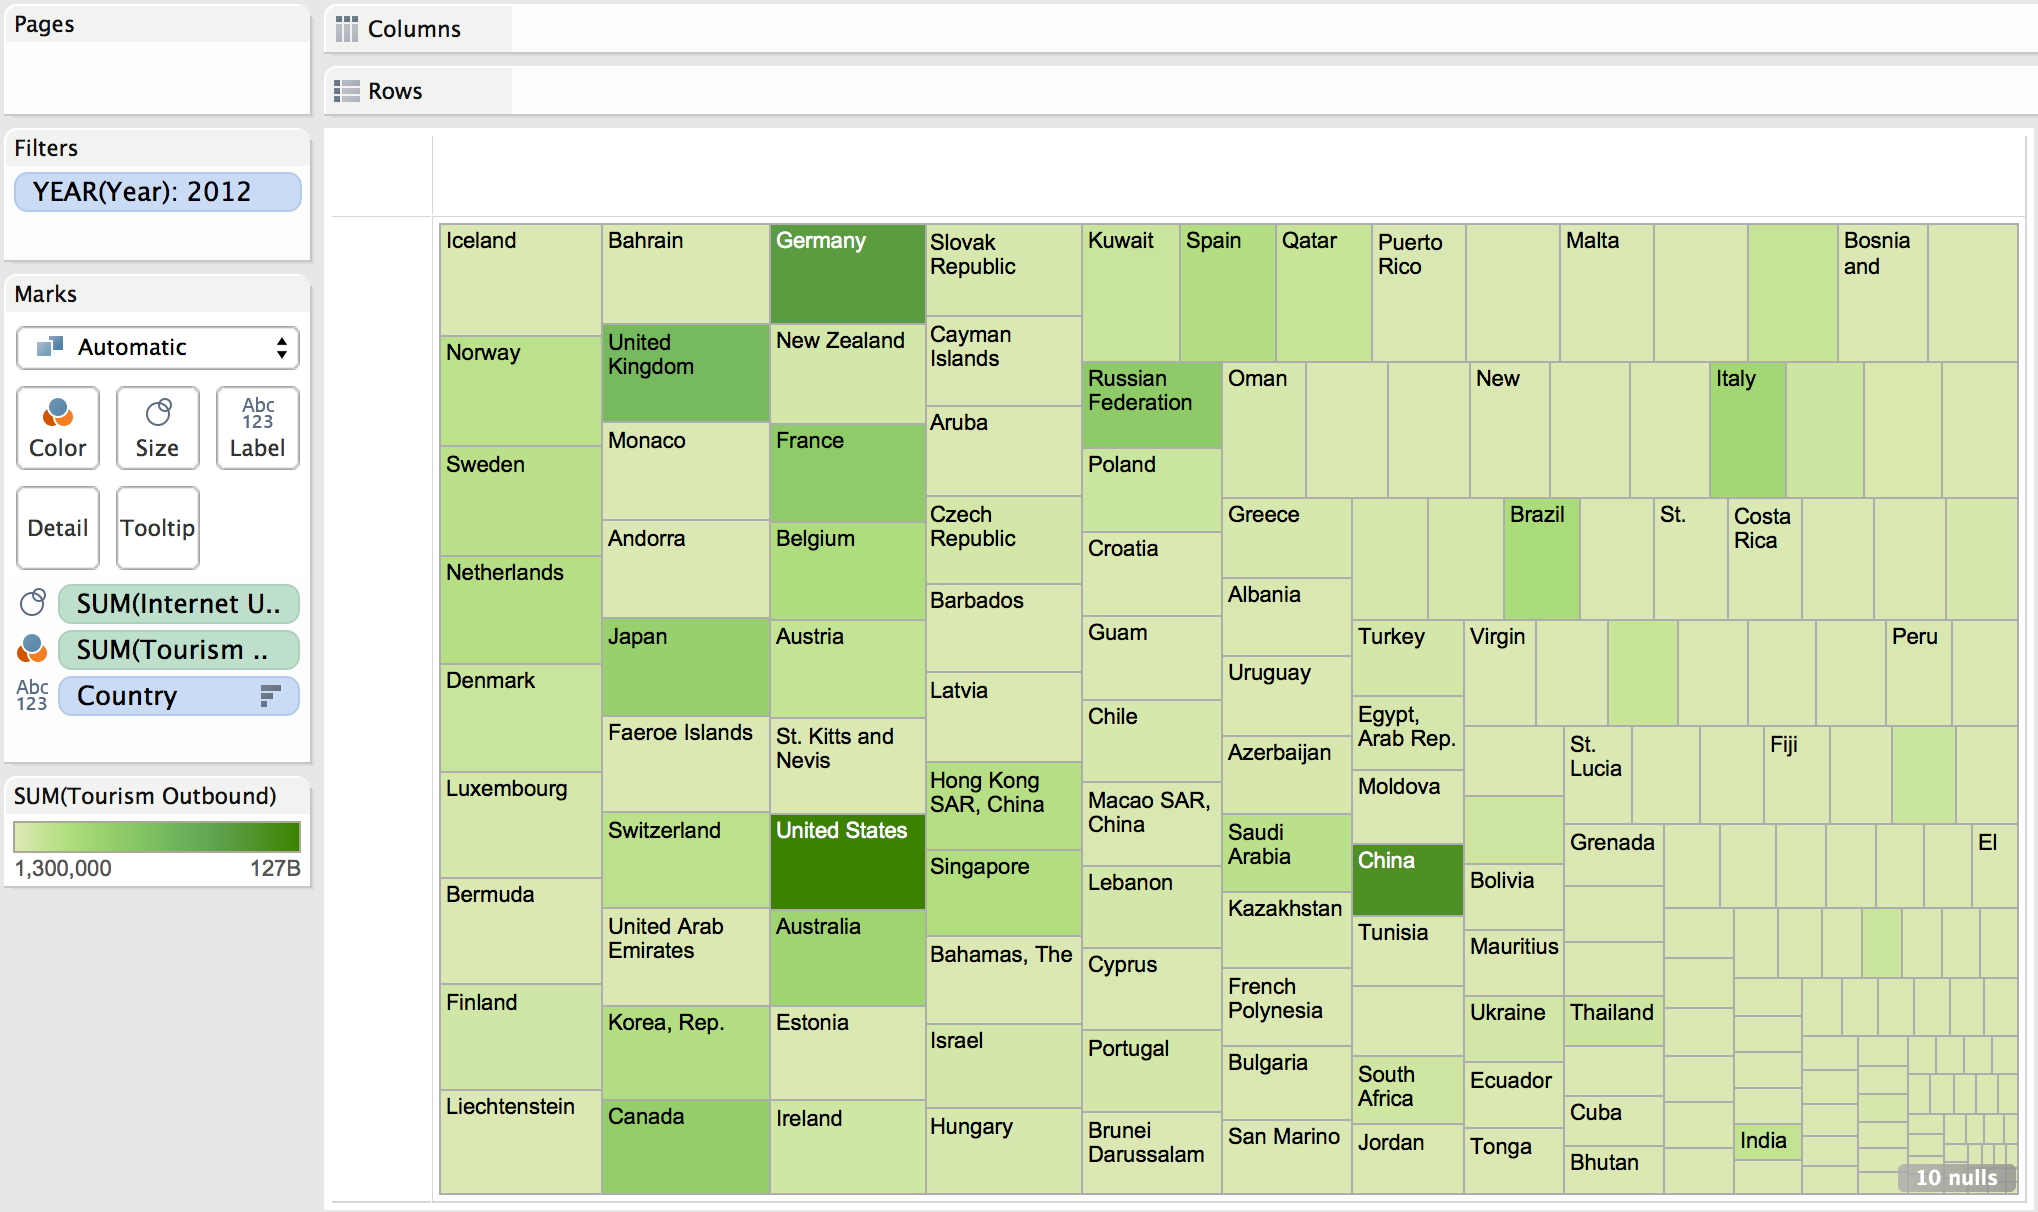 Pages
Columns
Rows
Filters
YEAR(Year): 2012
Marks
Automatic
Color
Size
Abc
123
Label
Detail
Tooltip
SUM(Internet U..
SUM(Tourism ..
Abc
123
Country
SUM(Tourism Outbound)
1,300,000
127B
Iceland
Norway
Sweden
Netherlands
Denmark
Luxembourg
Bermuda
Finland
Liechtenstein
Bahrain
United
Kingdom
Monaco
Andorra
Japan
Faeroe Islands
Switzerland
United Arab
Emirates
Korea, Rep.
Canada
Germany
New Zealand
France
Belgium
Austria
St. Kitts and
Nevis
United States
Australia
Estonia
Ireland
Slovak
Republic
Cayman
Islands
Aruba
Czech
Republic
Barbados
Latvia
Hong Kong
SAR, China
Singapore
Bahamas, The
Israel
Hungary
Kuwait
Spain
Qatar
Puerto
Rico
Malta
Bosnia
and
Russian
Federation
Poland
Croatia
Guam
Chile
Macao SAR,
China
Lebanon
Cyprus
Portugal
Brunei
Darussalam
Oman
New
Italy
Greece
Albania
Uruguay
Azerbaijan
Saudi
Arabia
Kazakhstan
French
Polynesia
Bulgaria
San Marino
Brazil
St.
Costa
Rica
Turkey
Egypt,
Arab Rep.
Moldova
China
Tunisia
South
Africa
Jordan
Virgin
Peru
Bolivia
Mauritius
Ukraine
Ecuador
Tonga
St.
Lucia
Fiji
Grenada
El
Thailand
Cuba
Bhutan
India
10 nulls